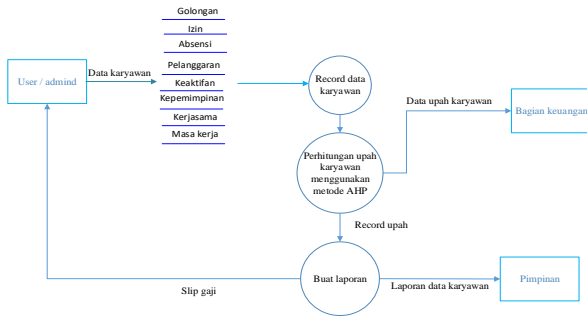 Golongan
Izin
Absensi
Pelanggaran
Keaktifan
Kepemimpinan
Kerjasama
Masa kerja
User / admind
Data karyawan
Record data
karyawan
Data upah karyawan
Bagian keuangan
Perhitungan upah
karyawan
menggunakan
metode AHP
Record upah
Buat laporan
Slip gaji
Laporan data karyawan
Pimpinan